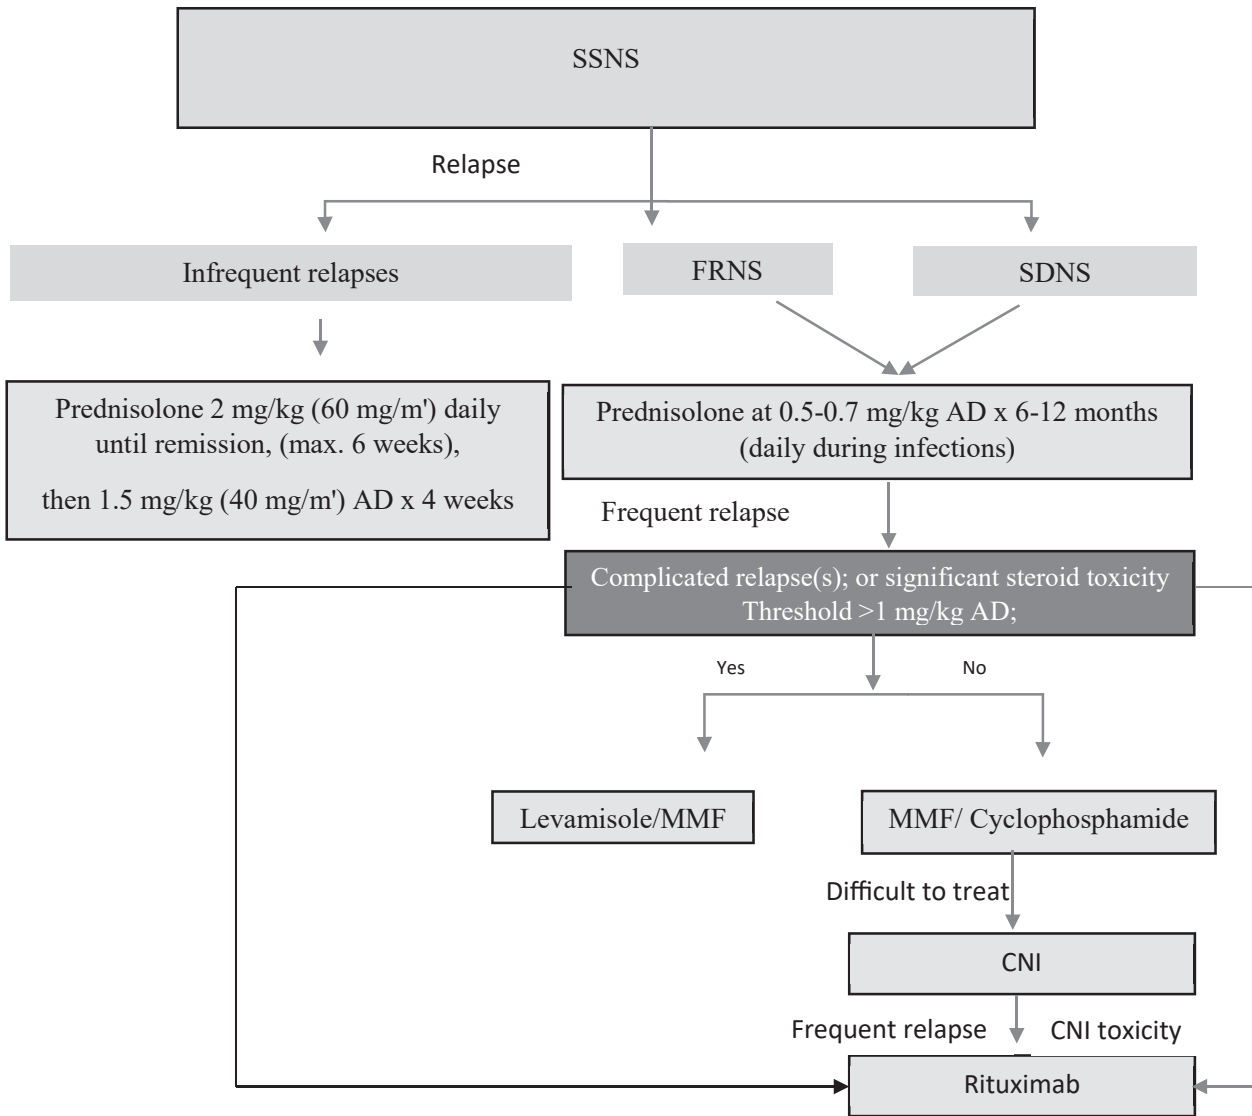 SSNS
Relapse
Infrequent relapses
FRNS
SDNS
Prednisolone 2 mg/kg (60 mg/m') daily
until remission, (max. 6 weeks),
then 1.5 mg/kg (40 mg/m') AD x 4 weeks
Prednisolone at 0.5-0.7 mg/kg AD x 6-12 months
(daily during infections)
Frequent relapse
Complicated relapse(s); or significant steroid toxicity
Threshold >1 mg/kg AD;
Yes
No
Levamisole/MMF
MMF/ Cyclophosphamide
Difficult to treat
CNI
Frequent relapse
CNI toxicity
Rituximab